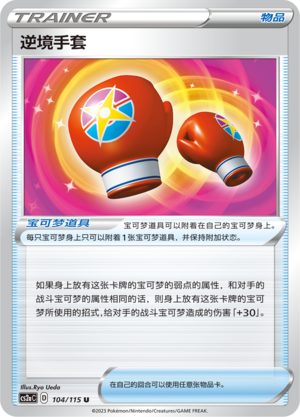 TRAINER 物品
逆境手套
宝可梦道具 宝可梦道具可以附着在自己的宝可梦身上。
每只宝可梦身上只可以附着1张宝可梦道具，并保持附加状态。
如果身上放有这张卡牌的宝可梦的弱点的属性，和对手的
战斗宝可梦的属性相同的话，则身上放有这张卡牌的宝可
梦所使用的招式，给对手的战斗宝可梦造成的伤害「+30」。
Illus.Ryo Ueda
CS3aC D 104/115 U
在自己的回合可以使用任意张物品卡。
©2023 Pokémon/Nintendo/Creatures/GAME FREAK.